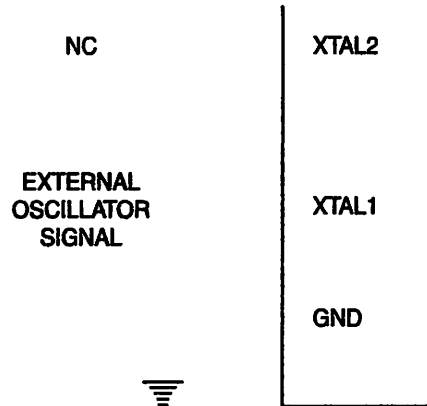 NC
XTAL2
EXTERNAL
OSCILLATOR
SIGNAL
XTAL1
GND